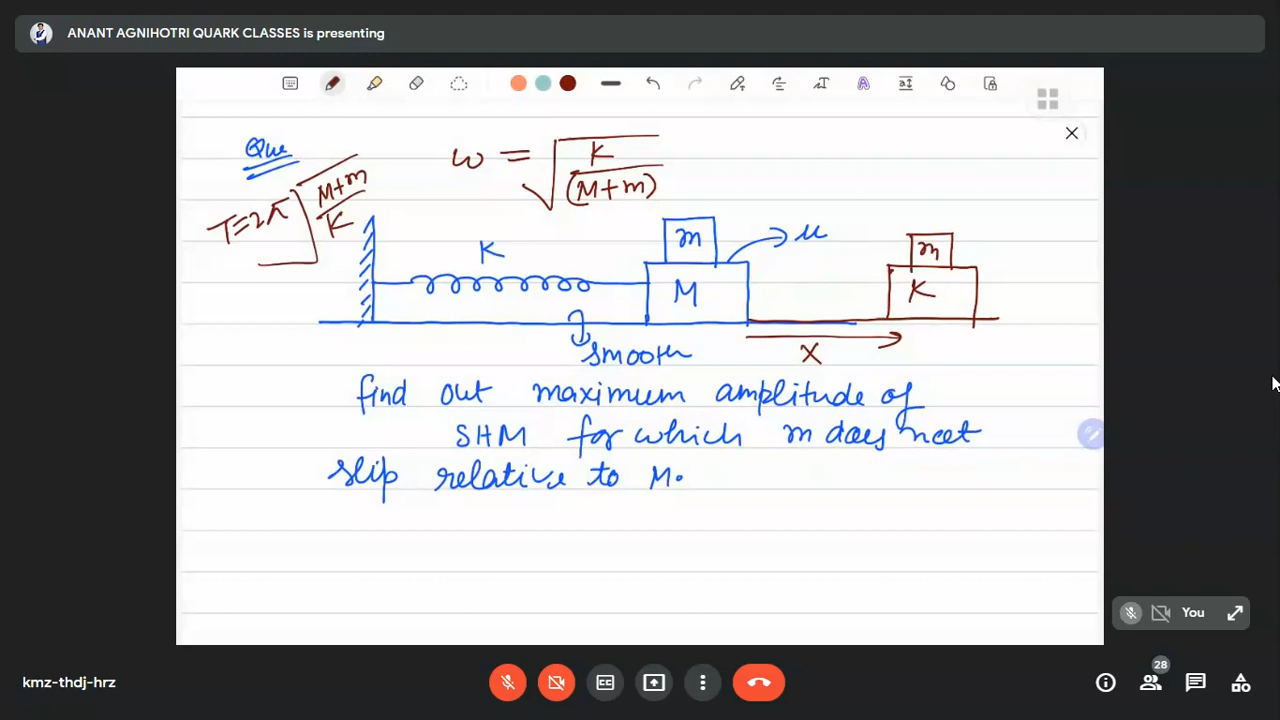 ANANT AGNIHOTRI QUARK CLASSES is presenting
Que
ω = √K/(M+m)
T=2π√M+m/K
K
m
μ
M
m
K
smooth
X
find out maximum amplitude of
SHM for which m does not
slip relative to M.
You
kmz-thdj-hrz
28